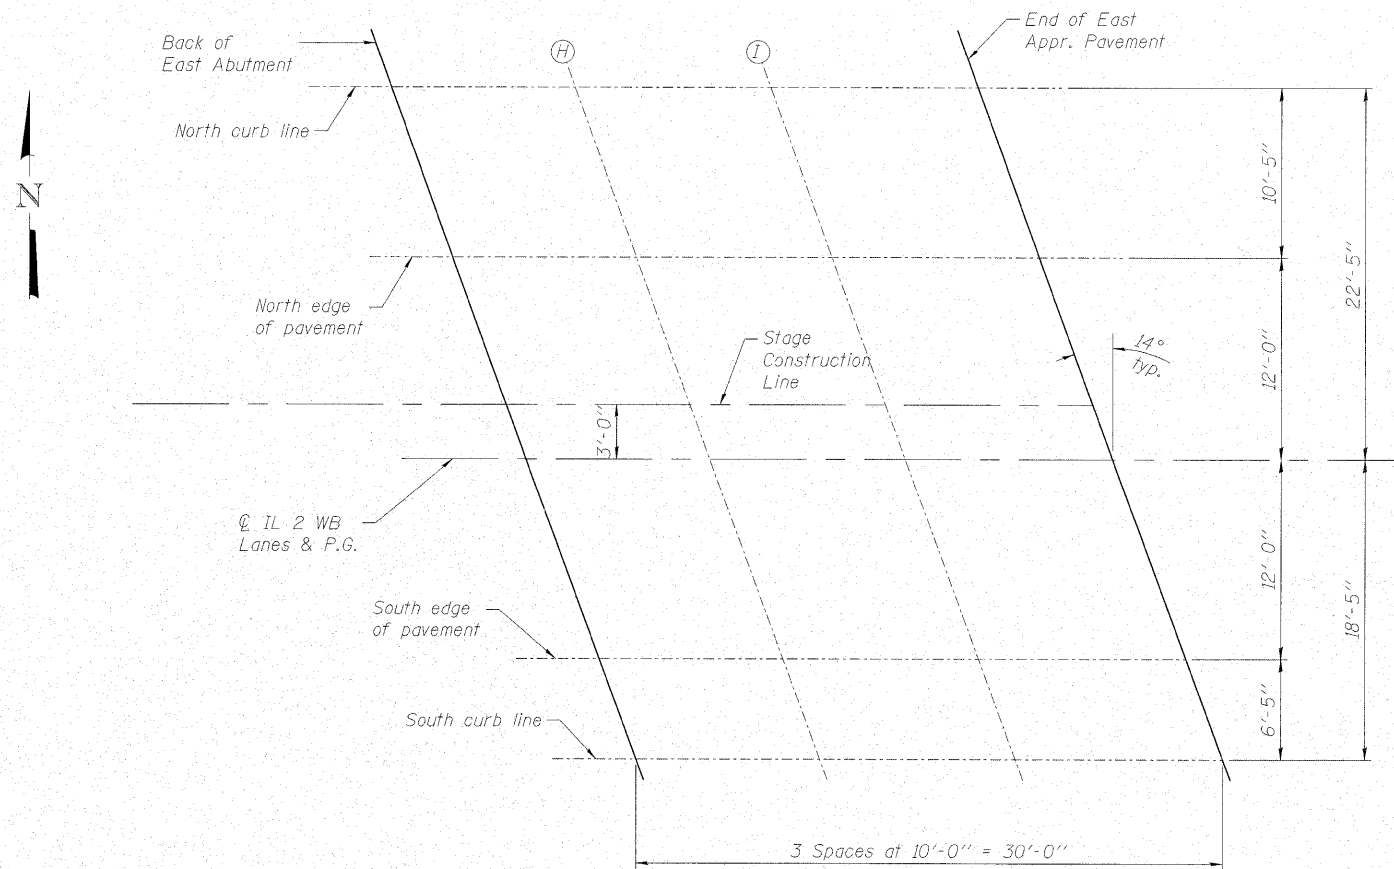 Back of
East Abutment
H
I
End of East
Appr. Pavement
North curb line
N
10'-5"
22'-5"
North edge
of pavement
Stage
Construction
Line
14°
typ.
12'-0"
3'-0"
℄ IL 2 WB
Lanes & P.G.
12' 0"
South edge
of pavement
18'-5"
South curb line
6'-5"
3 Spaces at 10'-0" = 30'-0"